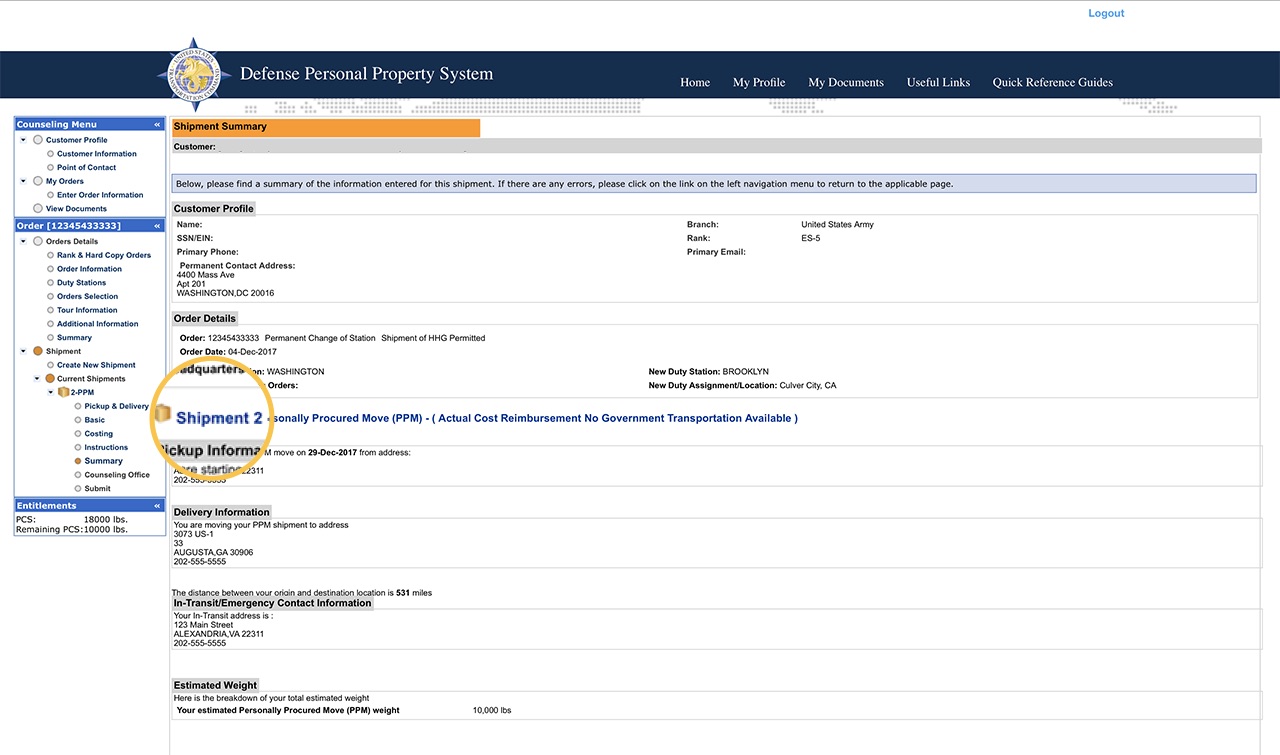 Logout
Defense Personal Property System
Home My Profile My Documents Useful Links Quick Reference Guides
Counseling Menu «
Customer Profile
Customer Information
Point of Contact
My Orders
Enter Order Information
View Documents
Order [12345433333] «
Orders Details
Rank & Hard Copy Orders
Order Information
Duty Stations
Orders Selection
Tour Information
Additional Information
Summary
Shipment
Create New Shipment
Current Shipments
2-PPM
Pickup & Delivery
Basic
Costing
Instructions
Summary
Counseling Office
Submit
Entitlements «
PCS: 18000 lbs.
Remaining PCS:10000 lbs.
Shipment Summary
Customer:
Below, please find a summary of the information entered for this shipment. If there are any errors, please click on the link on the left navigation menu to return to the applicable page.
Customer Profile
Name: Branch: United States Army
SSN/EIN: Rank: ES-5
Primary Phone: Primary Email:
Permanent Contact Address:
4400 Mass Ave
Apt 201
WASHINGTON,DC 20016
Order Details
Order: 12345433333 Permanent Change of Station Shipment of HHG Permitted
Order Date: 04-Dec-2017
WASHINGTON New Duty Station: BROOKLYN
Orders: New Duty Assignment/Location: Culver City, CA
Shipment 2 sonally Procured Move (PPM) - ( Actual Cost Reimbursement No Government Transportation Available )
Pickup Informa
move on 29-Dec-2017 from address:
starting 22311
202-555
Delivery Information
You are moving your PPM shipment to address
3073 US-1
33
AUGUSTA,GA 30906
202-555-5555
The distance between your origin and destination location is 531 miles
In-Transit/Emergency Contact Information
Your In-Transit address is :
123 Main Street
ALEXANDRIA,VA 22311
202-555-5555
Estimated Weight
Here is the breakdown of your total estimated weight
Your estimated Personally Procured Move (PPM) weight 10,000 lbs